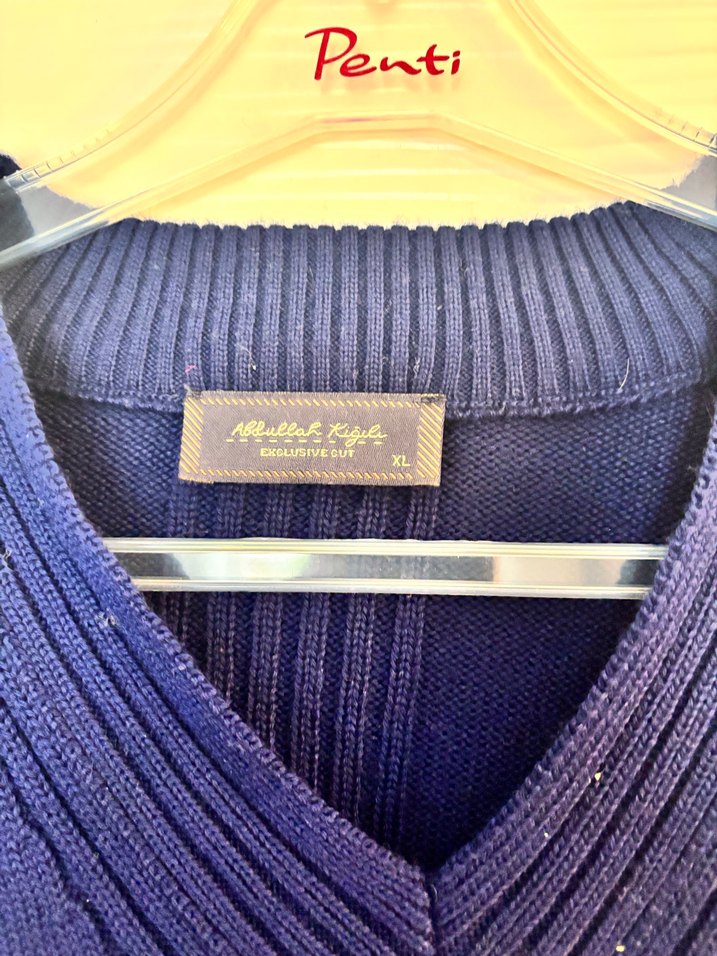 Penti
Abdullah Kiğılı
EXCLUSIVE CUT
XL